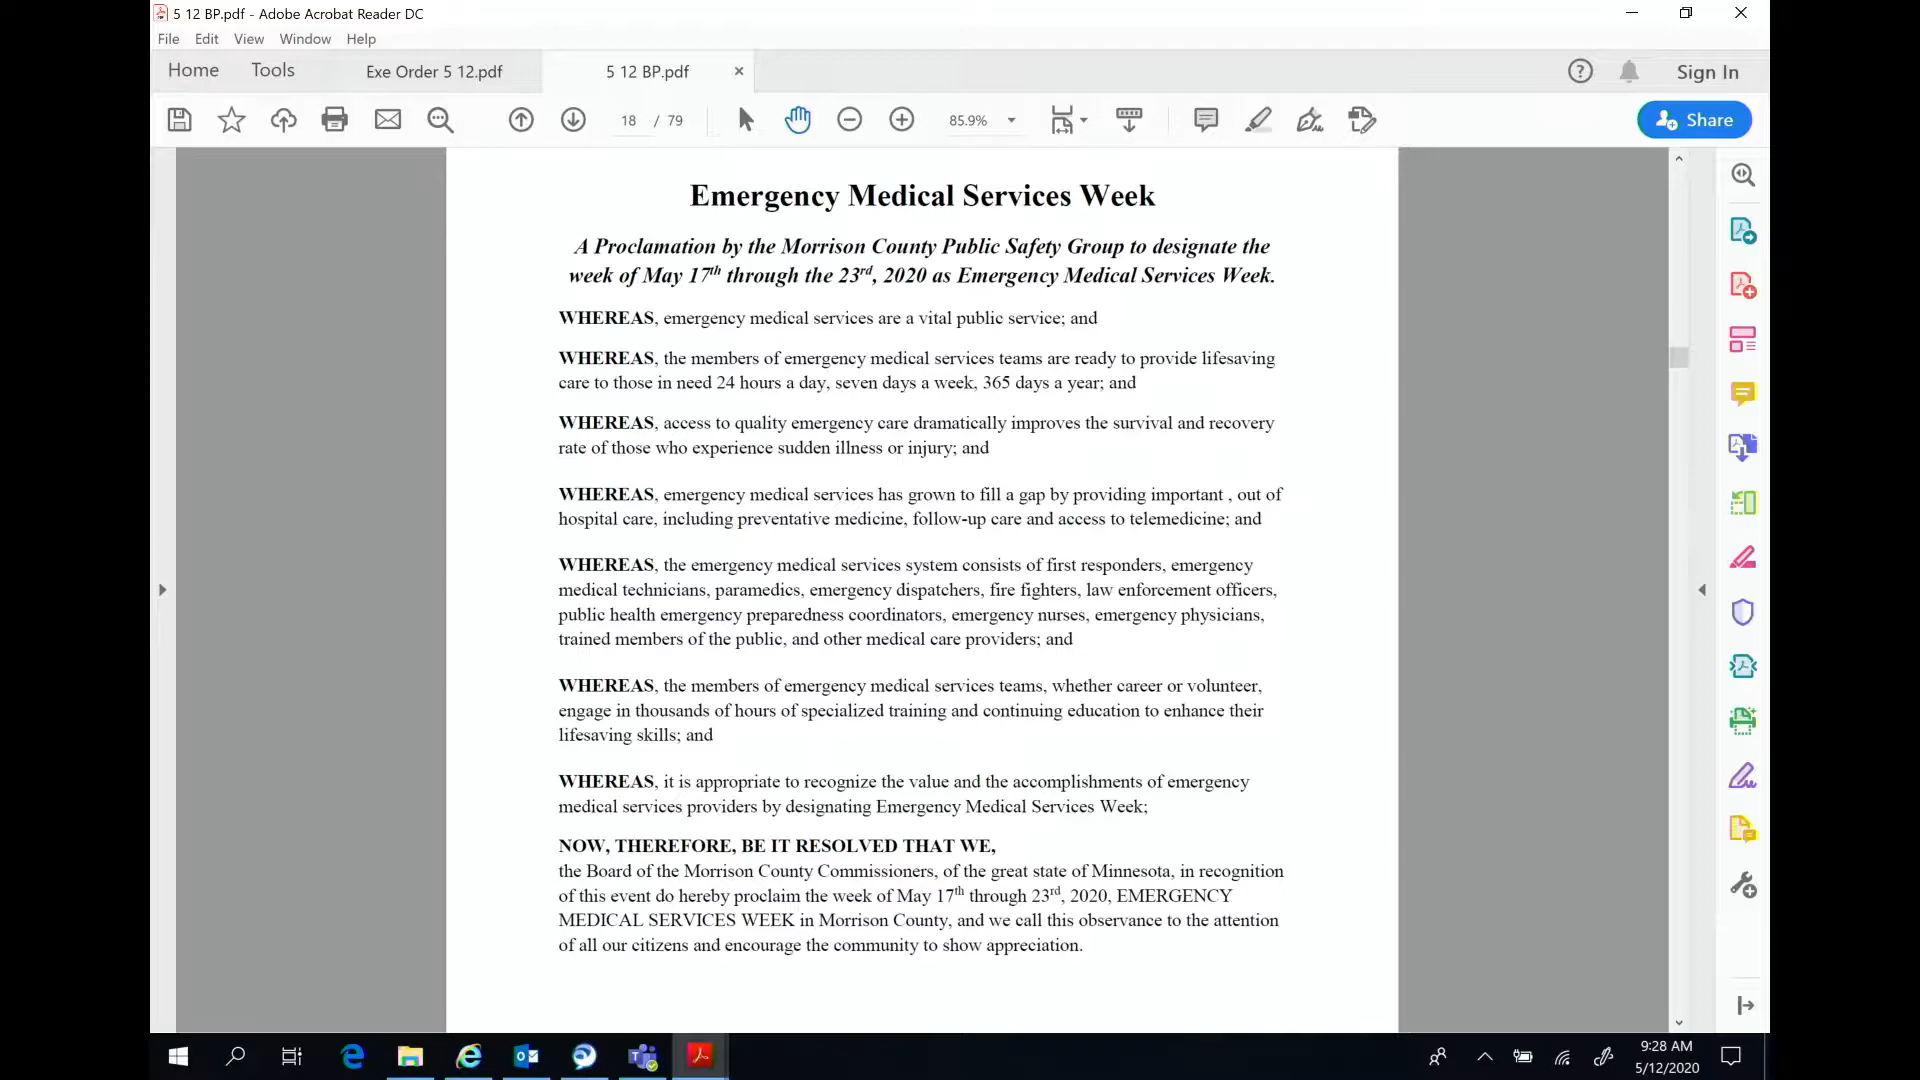 5 12 BP.pdf - Adobe Acrobat Reader DC
File Edit View Window Help
Home Tools Exe Order 5 12.pdf 5 12 BP.pdf Sign In
18 / 79 85.9% Share
Emergency Medical Services Week
A Proclamation by the Morrison County Public Safety Group to designate the
week of May 17th through the 23rd, 2020 as Emergency Medical Services Week.
WHEREAS, emergency medical services are a vital public service; and
WHEREAS, the members of emergency medical services teams are ready to provide lifesaving
care to those in need 24 hours a day, seven days a week, 365 days a year; and
WHEREAS, access to quality emergency care dramatically improves the survival and recovery
rate of those who experience sudden illness or injury; and
WHEREAS, emergency medical services has grown to fill a gap by providing important , out of
hospital care, including preventative medicine, follow-up care and access to telemedicine; and
WHEREAS, the emergency medical services system consists of first responders, emergency
medical technicians, paramedics, emergency dispatchers, fire fighters, law enforcement officers,
public health emergency preparedness coordinators, emergency nurses, emergency physicians,
trained members of the public, and other medical care providers; and
WHEREAS, the members of emergency medical services teams, whether career or volunteer,
engage in thousands of hours of specialized training and continuing education to enhance their
lifesaving skills; and
WHEREAS, it is appropriate to recognize the value and the accomplishments of emergency
medical services providers by designating Emergency Medical Services Week;
NOW, THEREFORE, BE IT RESOLVED THAT WE,
the Board of the Morrison County Commissioners, of the great state of Minnesota, in recognition
of this event do hereby proclaim the week of May 17th through 23rd, 2020, EMERGENCY
MEDICAL SERVICES WEEK in Morrison County, and we call this observance to the attention
of all our citizens and encourage the community to show appreciation.
9:28 AM
5/12/2020